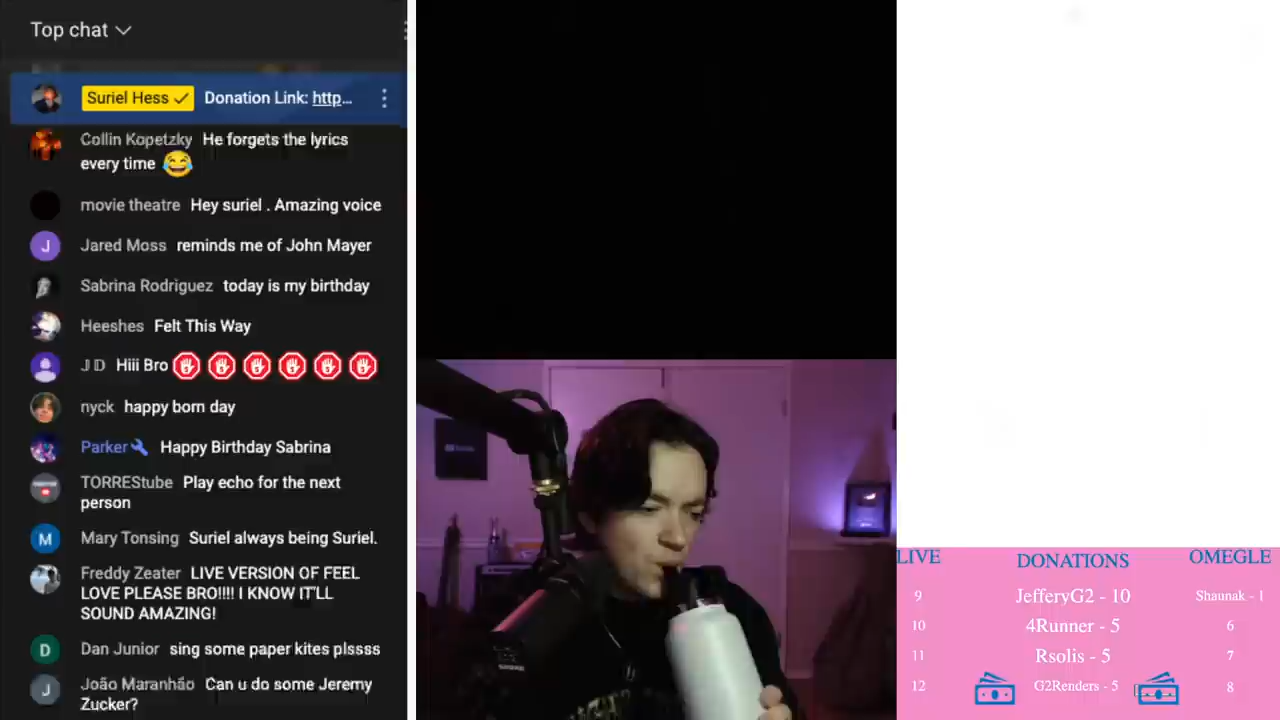 Top chat
Suriel Hess Donation Link: http...
Collin Kopetzky He forgets the lyrics
every time 😂
movie theatre Hey suriel . Amazing voice
J Jared Moss reminds me of John Mayer
Sabrina Rodriguez today is my birthday
Heeshes Felt This Way
J D Hiii Bro
nyck happy born day
Parker Happy Birthday Sabrina
TORREStube Play echo for the next
person
M Mary Tonsing Suriel always being Suriel.
Freddy Zeater LIVE VERSION OF FEEL
LOVE PLEASE BRO!!!! I KNOW IT'LL
SOUND AMAZING!
D Dan Junior sing some paper kites plssss
J João Maranhão Can u do some Jeremy
Zucker?
LIVE
9
10
11
12
DONATIONS
JefferyG2 - 10
4Runner - 5
Rsolis - 5
G2Renders - 5
OMEGLE
Shaunak - 1
6
7
8